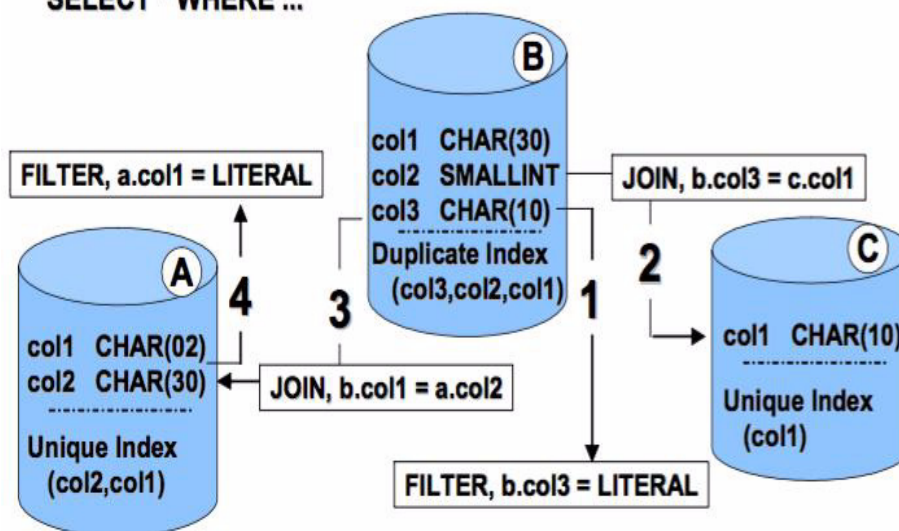 SELECT WHERE ...
B
col1 CHAR(30)
col2 SMALLINT
col3 CHAR(10)
Duplicate Index
(col3,col2,col1)
FILTER, a.col1 = LITERAL
JOIN, b.col3 = c.col1
A
4
3
1
2
C
col1 CHAR(02)
col2 CHAR(30)
Unique Index
(col2,col1)
JOIN, b.col1 = a.col2
col1 CHAR(10)
Unique Index
(col1)
FILTER, b.col3 = LITERAL